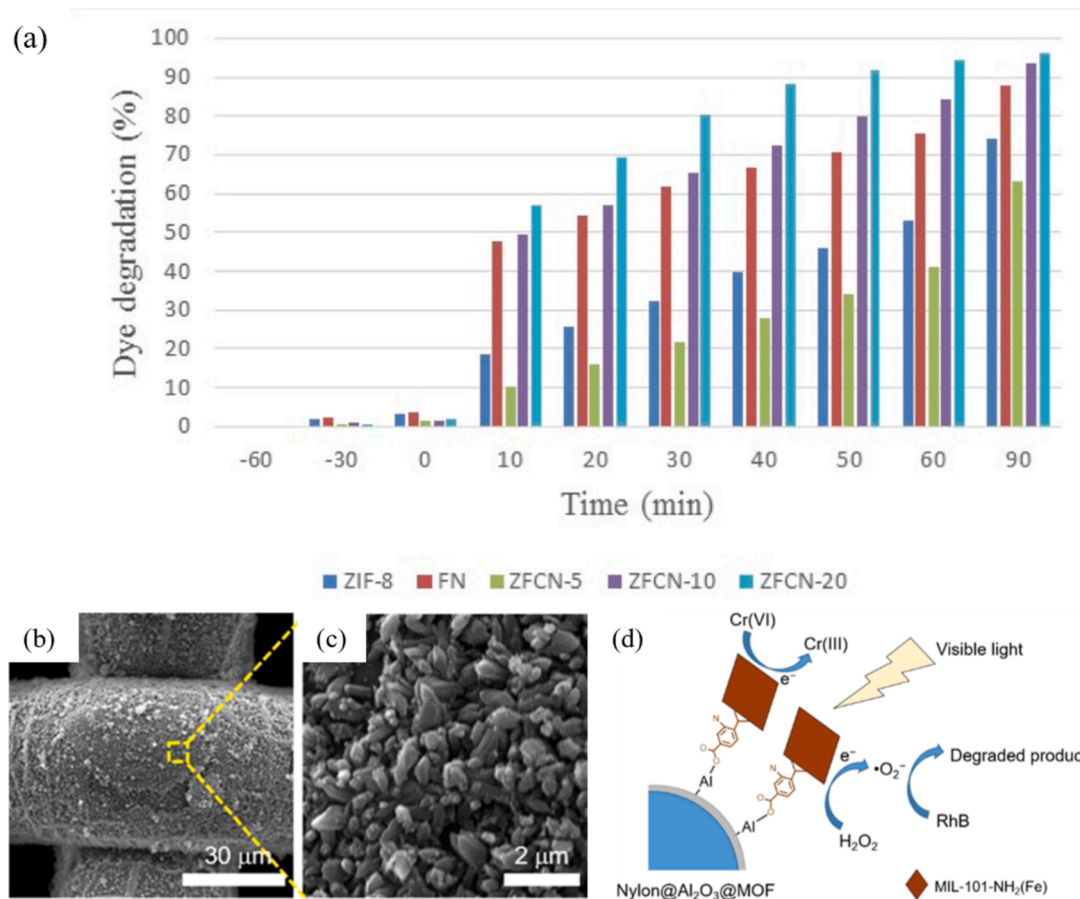 (a)
Dye degradation (%)
100
90
80
70
60
50
40
30
20
10
0
-60 -30 0 10 20 30 40 50 60 90
Time (min)
ZIF-8 FN ZFCN-5 ZFCN-10 ZFCN-20
(b)
30 μm
(c)
2 μm
(d)
Cr(VI)
Cr(III)
e⁻
Visible light
N
O
O
Al
N
O
O
Al
e⁻
•O₂⁻
Degraded product
H₂O₂
RhB
Nylon@Al₂O₃@MOF
MIL-101-NH₂(Fe)